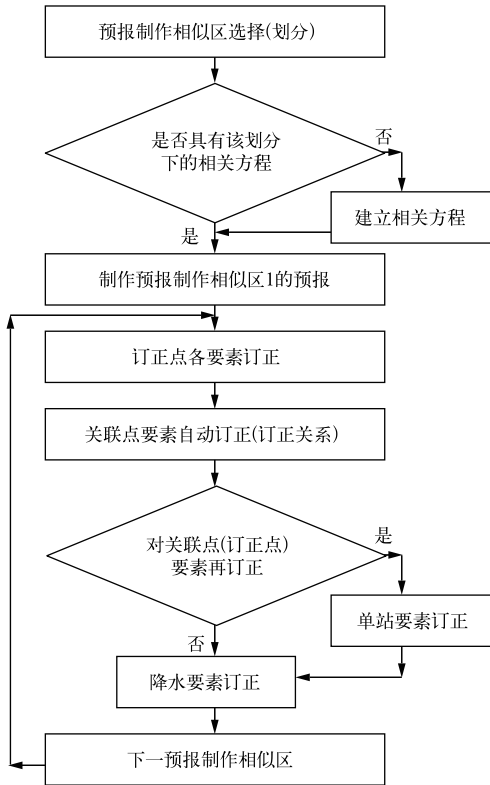 预报制作相似区选择(划分)
是否具有该划分
下的相关方程
否
建立相关方程
是
制作预报制作相似区1的预报
订正点各要素订正
关联点要素自动订正(订正关系)
对关联点(订正点)
要素再订正
是
单站要素订正
否
降水要素订正
下一预报制作相似区